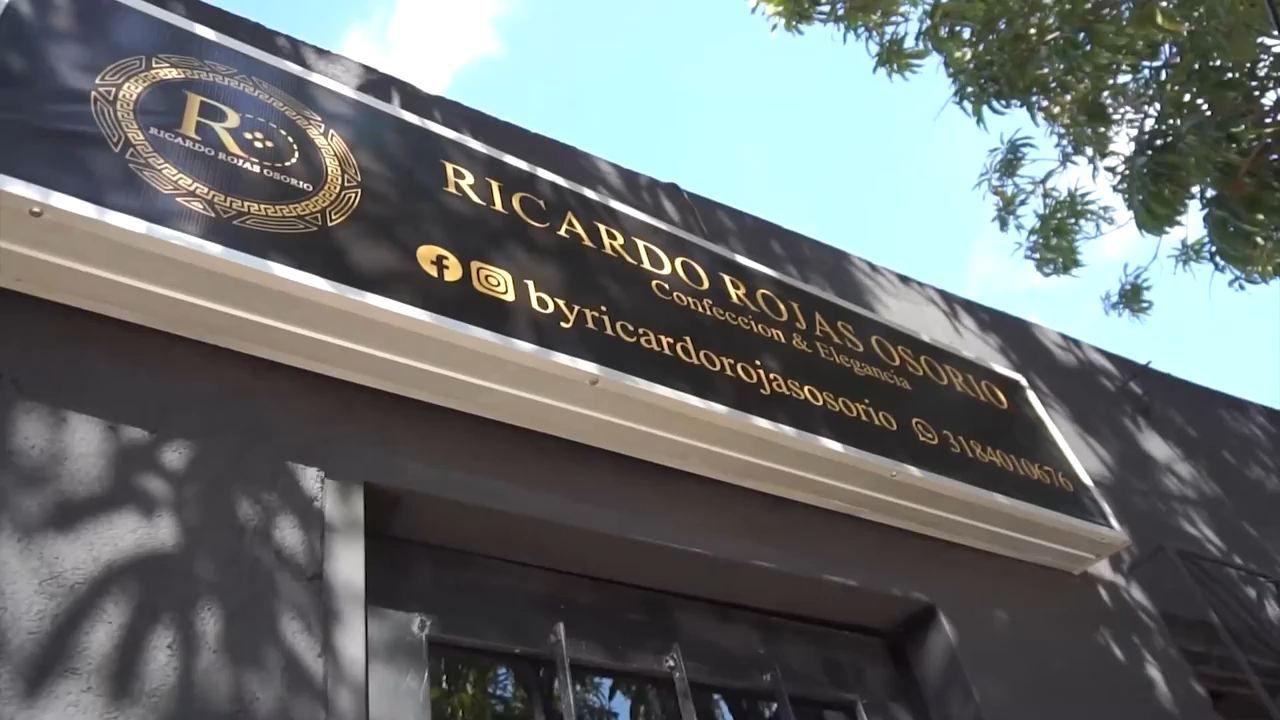 R
RICARDO ROJAS OSORIO
RICARDO ROJAS OSORIO
Confeccion & Elegancia
byricardorojasosorio 3184010676